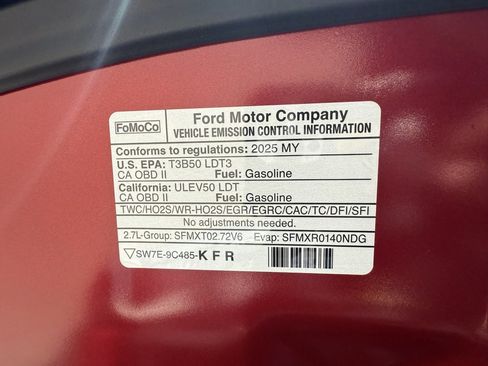 FoMoCo
Ford Motor Company
VEHICLE EMISSION CONTROL INFORMATION
Conforms to regulations: 2025 MY
U.S. EPA: T3B50 LDT3
CA OBD II Fuel: Gasoline
California: ULEV50 LDT
CA OBD II Fuel: Gasoline
TWC/HO2S/WR-HO2S/EGR/EGRC/CAC/TC/DFI/SFI
No adjustments needed.
2.7L-Group: SFMXT02.72V6 Evap: SFMXR0140NDG
SW7E-9C485-KFR